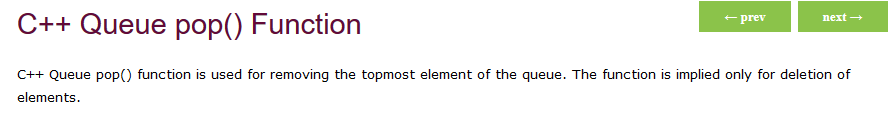 C++ Queue pop() Function
← prev
next →
C++ Queue pop() function is used for removing the topmost element of the queue. The function is implied only for deletion of
elements.